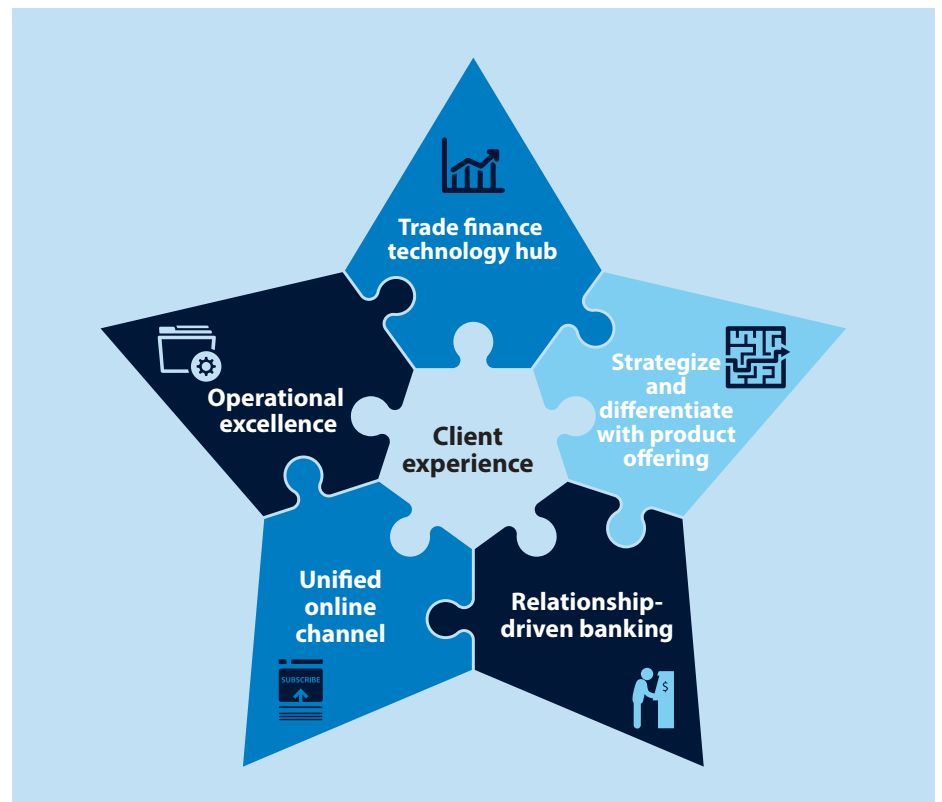 Trade finance
technology hub
Strategize
and
differentiate
with product
offering
Operational
excellence
Client
experience
Unified
online
channel
SUBSCRIBE
Relationship-
driven banking
$